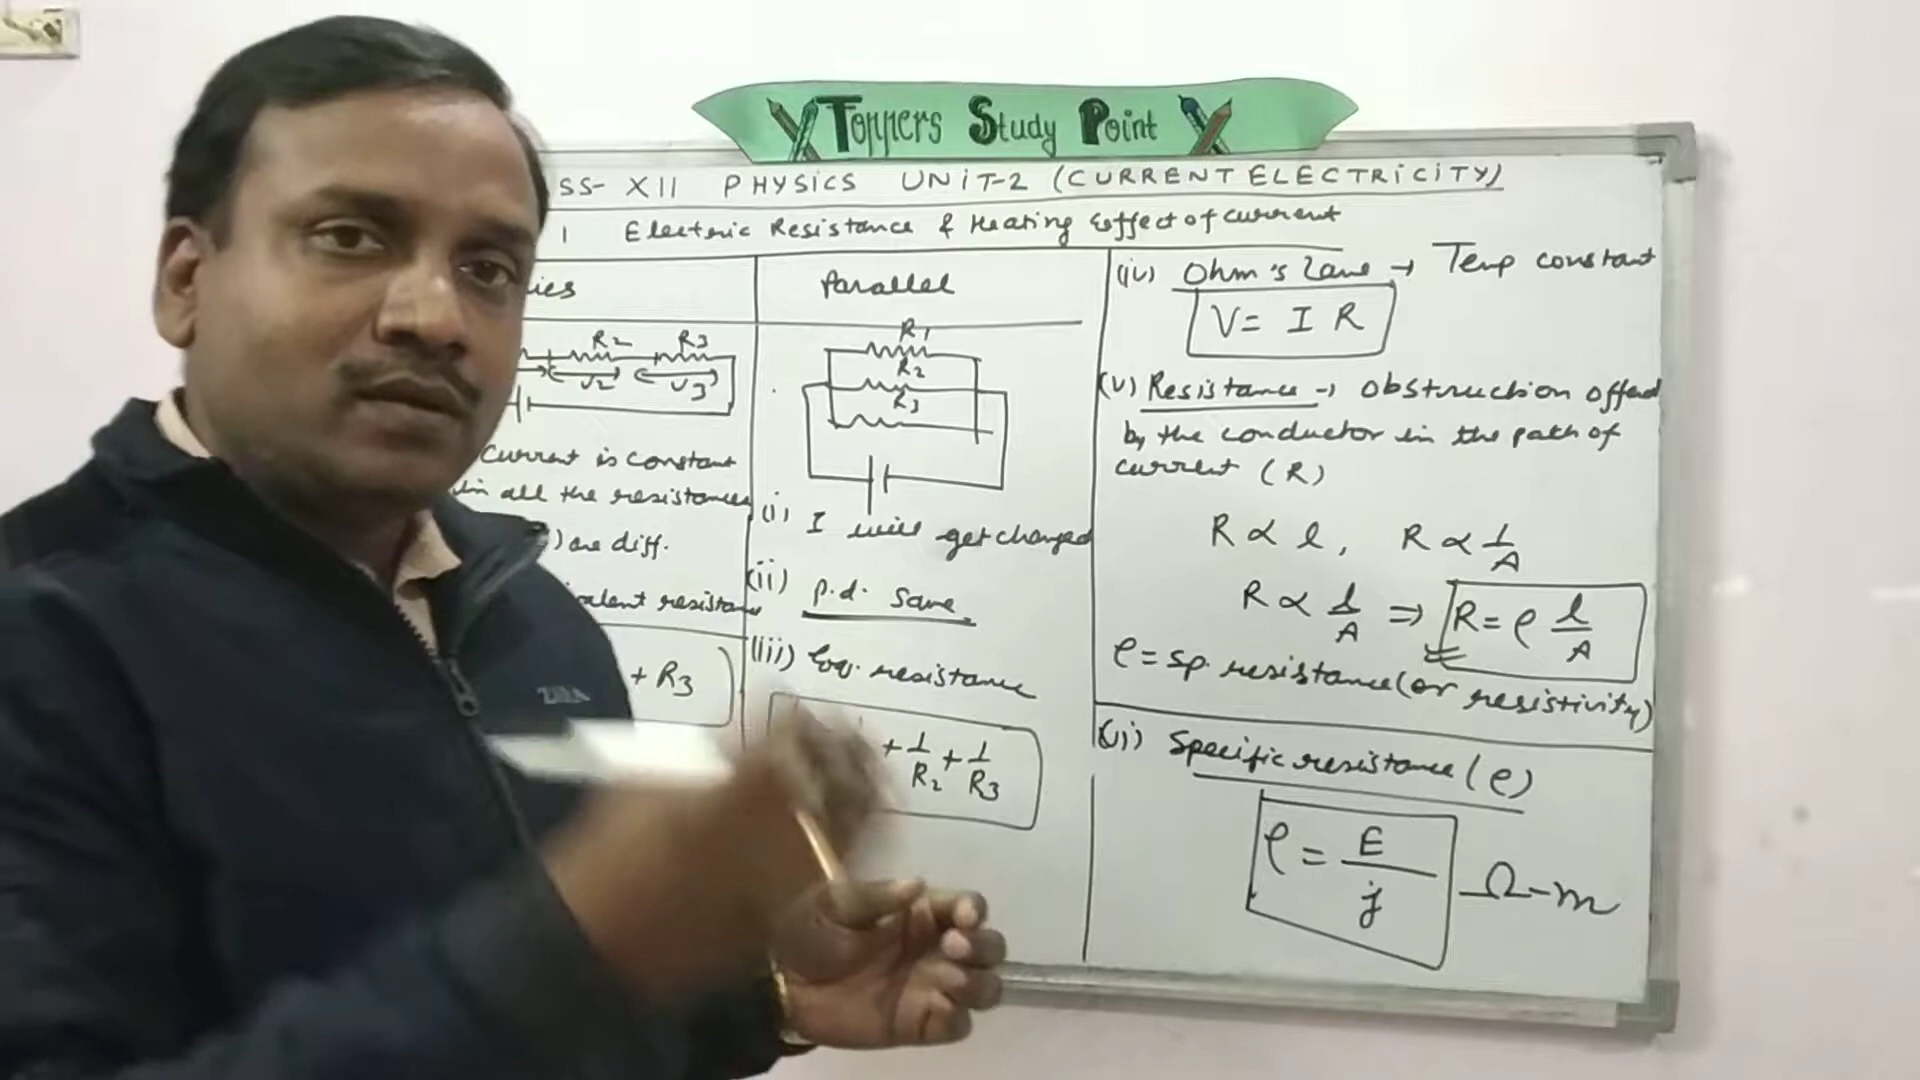 Toppers Study Point
SS- XII PHYSICS UNIT-2 (CURRENT ELECTRICITY)
1 Electric Resistance & Heating Effect of current
ies
R2 R3
V2 V3
current is constant
in all the resistances
) are diff.
valent resistance
+ R3
Parallel
R1
R2
R3
(i) I will get changed
(ii) p.d. same
(iii) Eq. resistance
+ 1/R2 + 1/R3
(iv) Ohm's Law → Temp constant
V = I R
(v) Resistance → obstruction offered
by the conductor in the path of
current (R)
R ∝ l, R ∝ 1/A
R ∝ l/A ⇒ R = ρ l/A
ρ = sp. resistance (or resistivity)
(vi) Specific resistance (ρ)
ρ = E/j Ω-m
ZARA